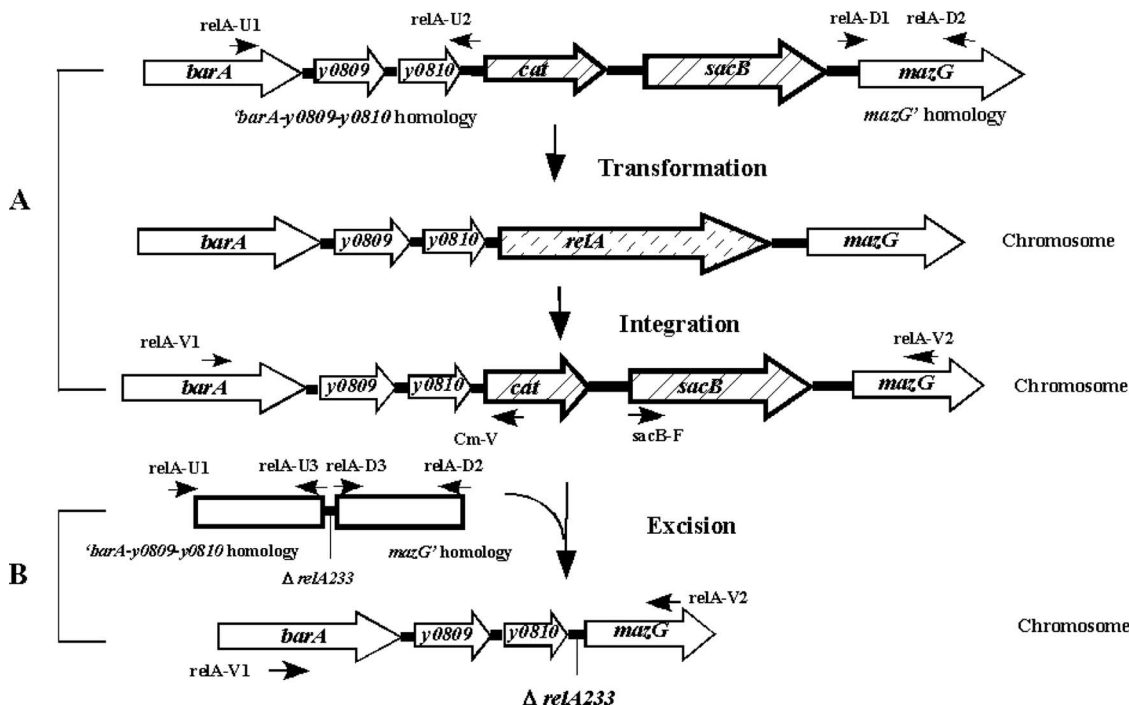 relA-U1 relA-U2 relA-D1 relA-D2
barA y0809 y0810 cat sacB mazG
‘barA-y0809-y0810 homology mazG’ homology
Transformation
A
barA y0809 y0810 relA mazG Chromosome
Integration
relA-V1 relA-V2
barA y0809 y0810 cat sacB mazG Chromosome
Cm-V sacB-F
relA-U1 relA-U3 relA-D3 relA-D2
Excision
‘barA-y0809-y0810 homology mazG’ homology
B
Δ relA233
relA-V2
barA y0809 y0810 mazG Chromosome
relA-V1
Δ relA233